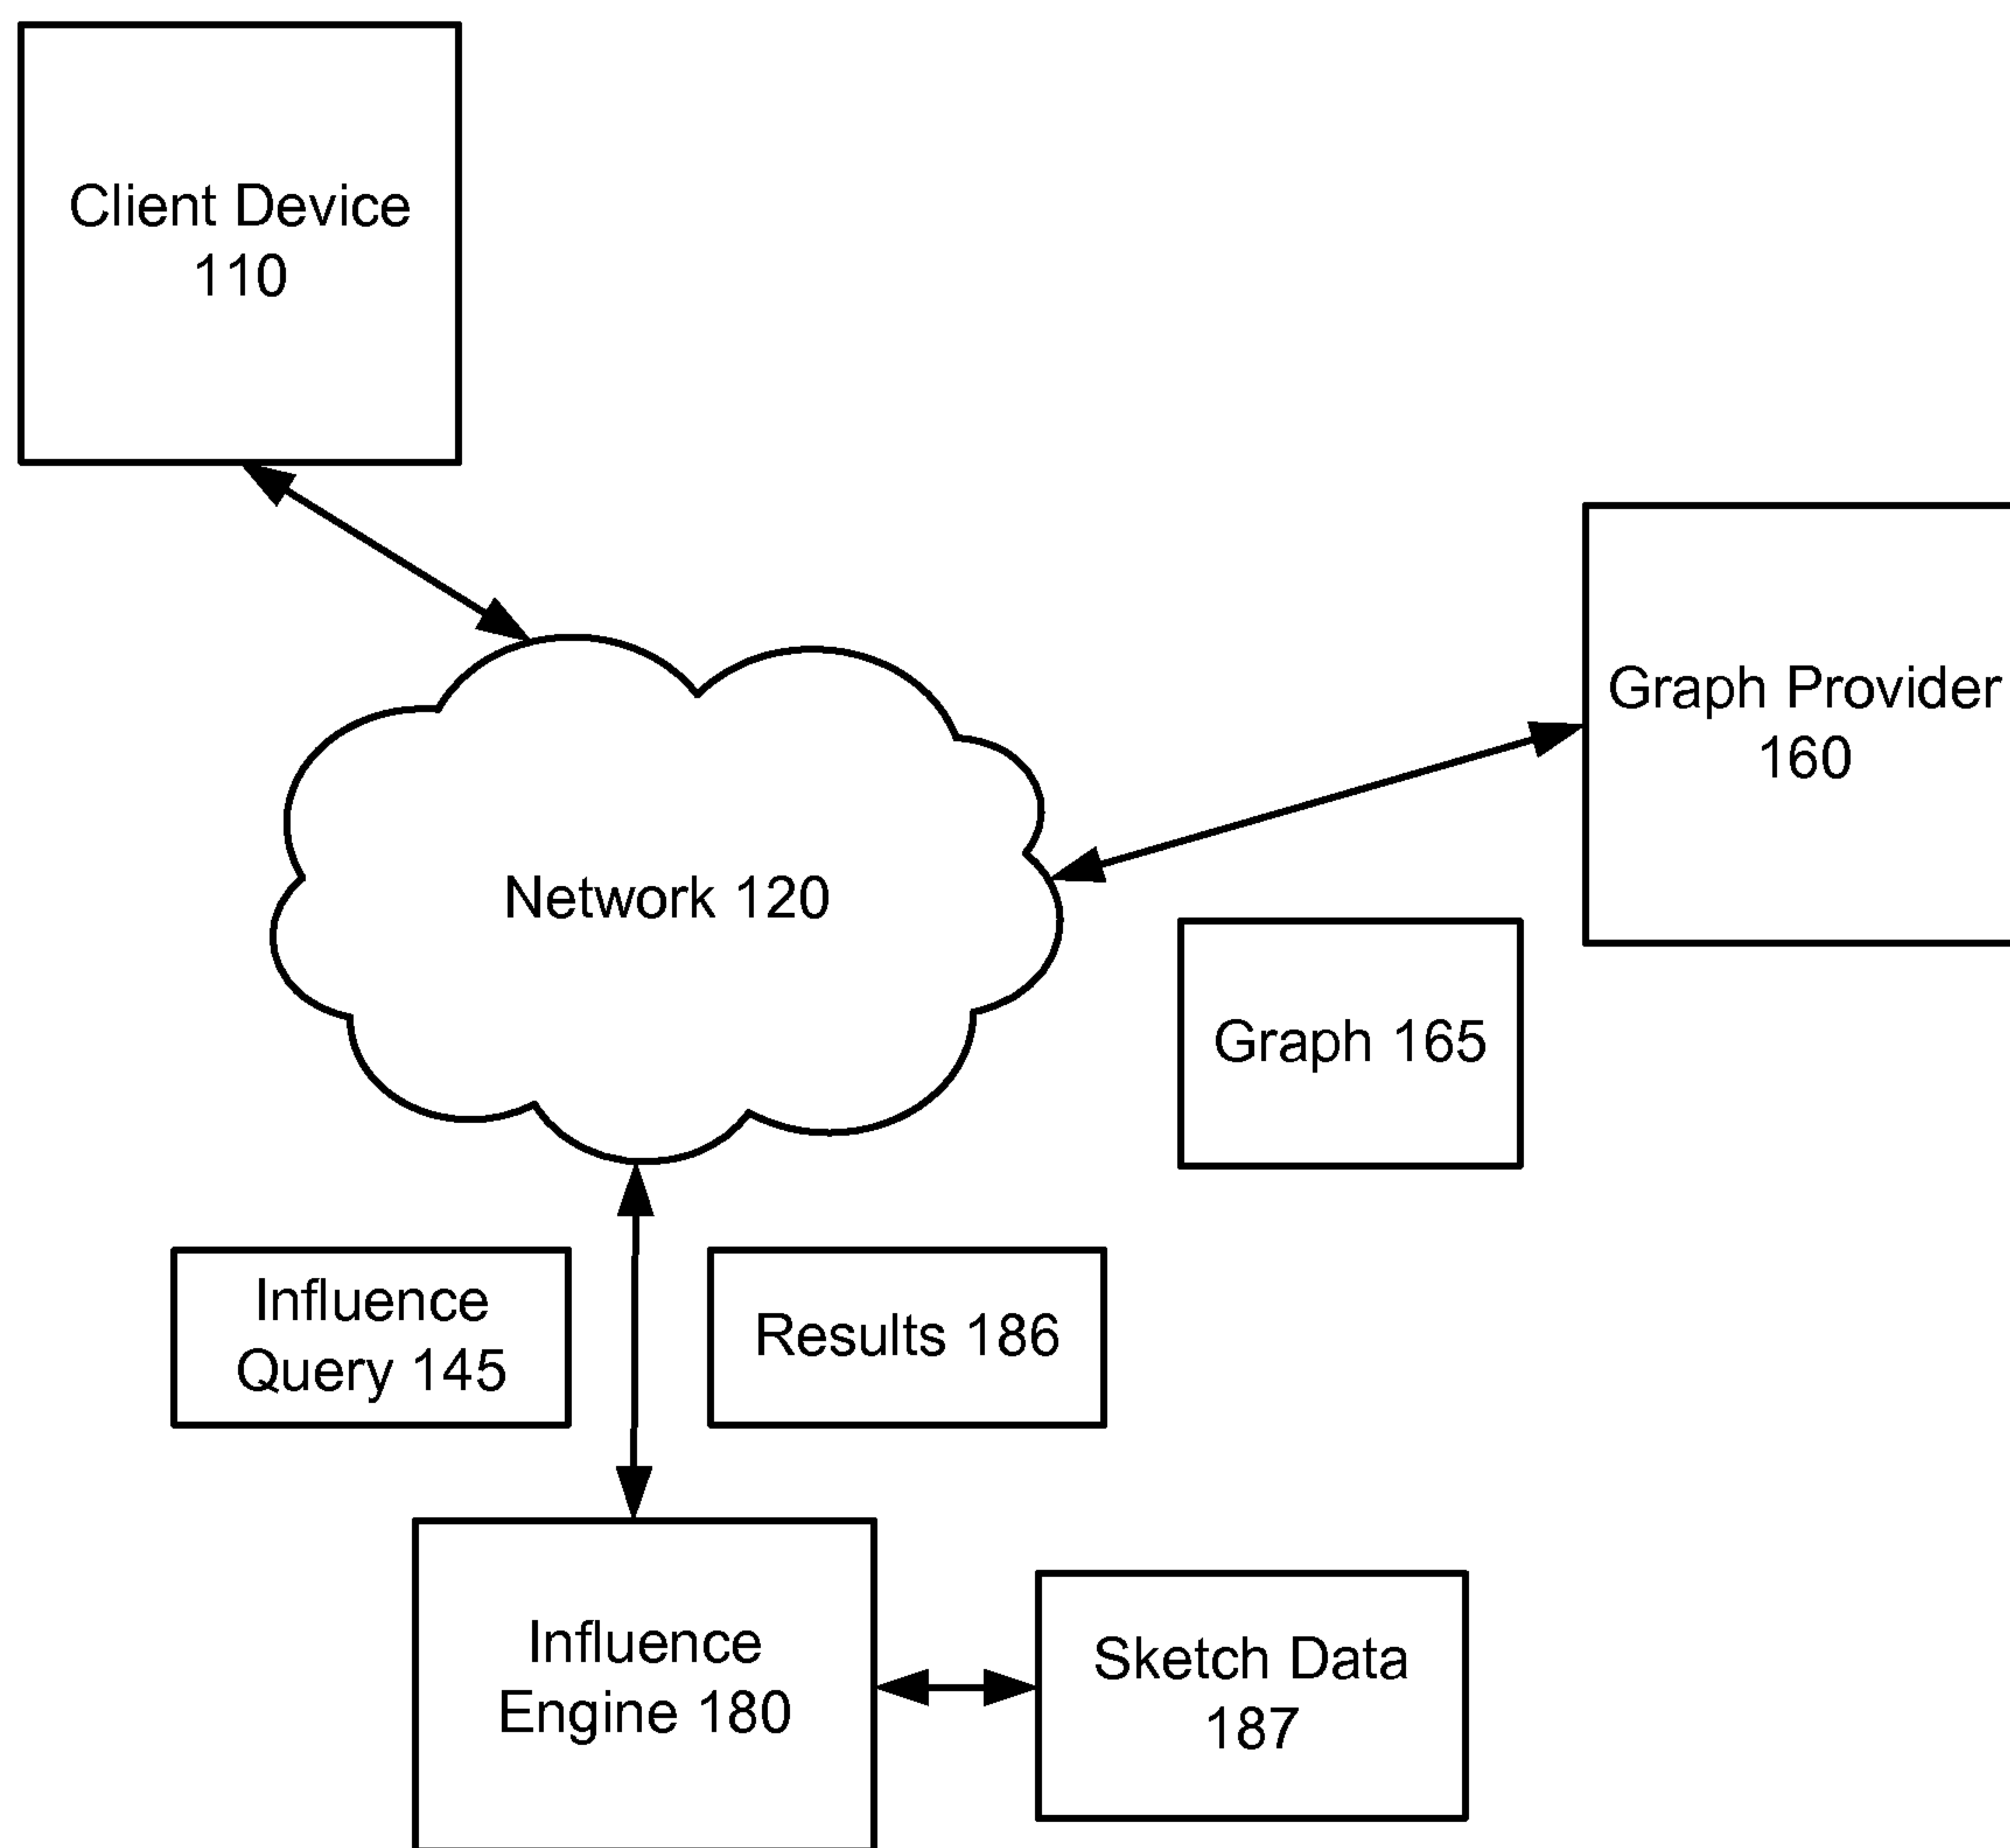 Client Device
110
Graph Provider
160
Network 120
Graph 165
Influence
Query 145
Results 186
Influence
Engine 180
Sketch Data
187